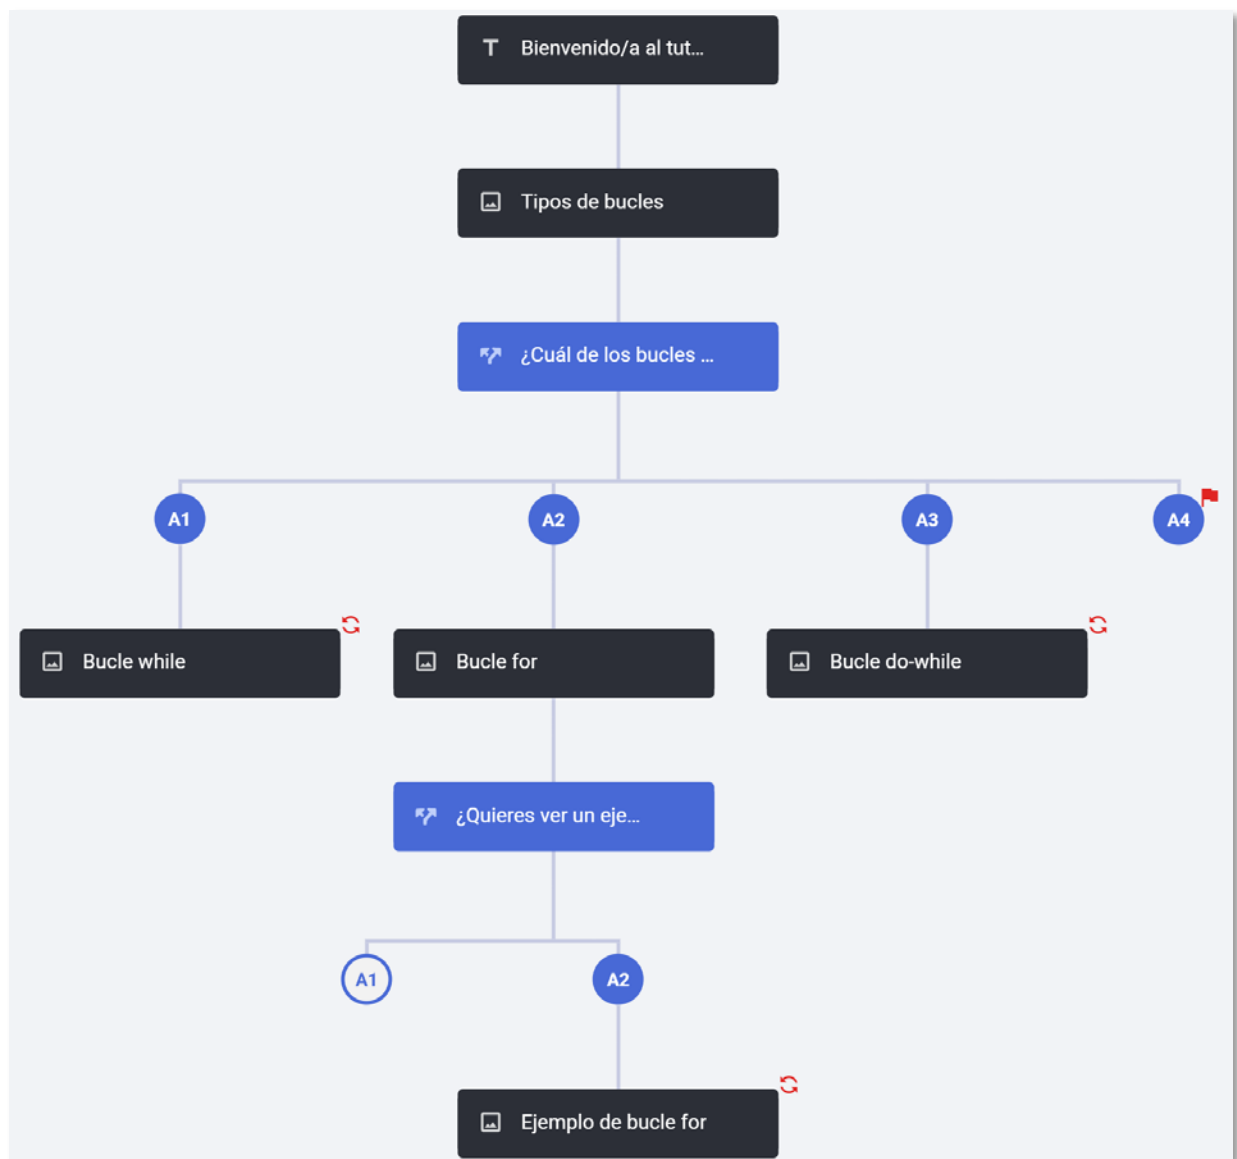 Bienvenido/a al tut...
Tipos de bucles
¿Cuál de los bucles ...
A1
A2
A3
A4
Bucle while
Bucle for
Bucle do-while
¿Quieres ver un eje...
A1
A2
Ejemplo de bucle for